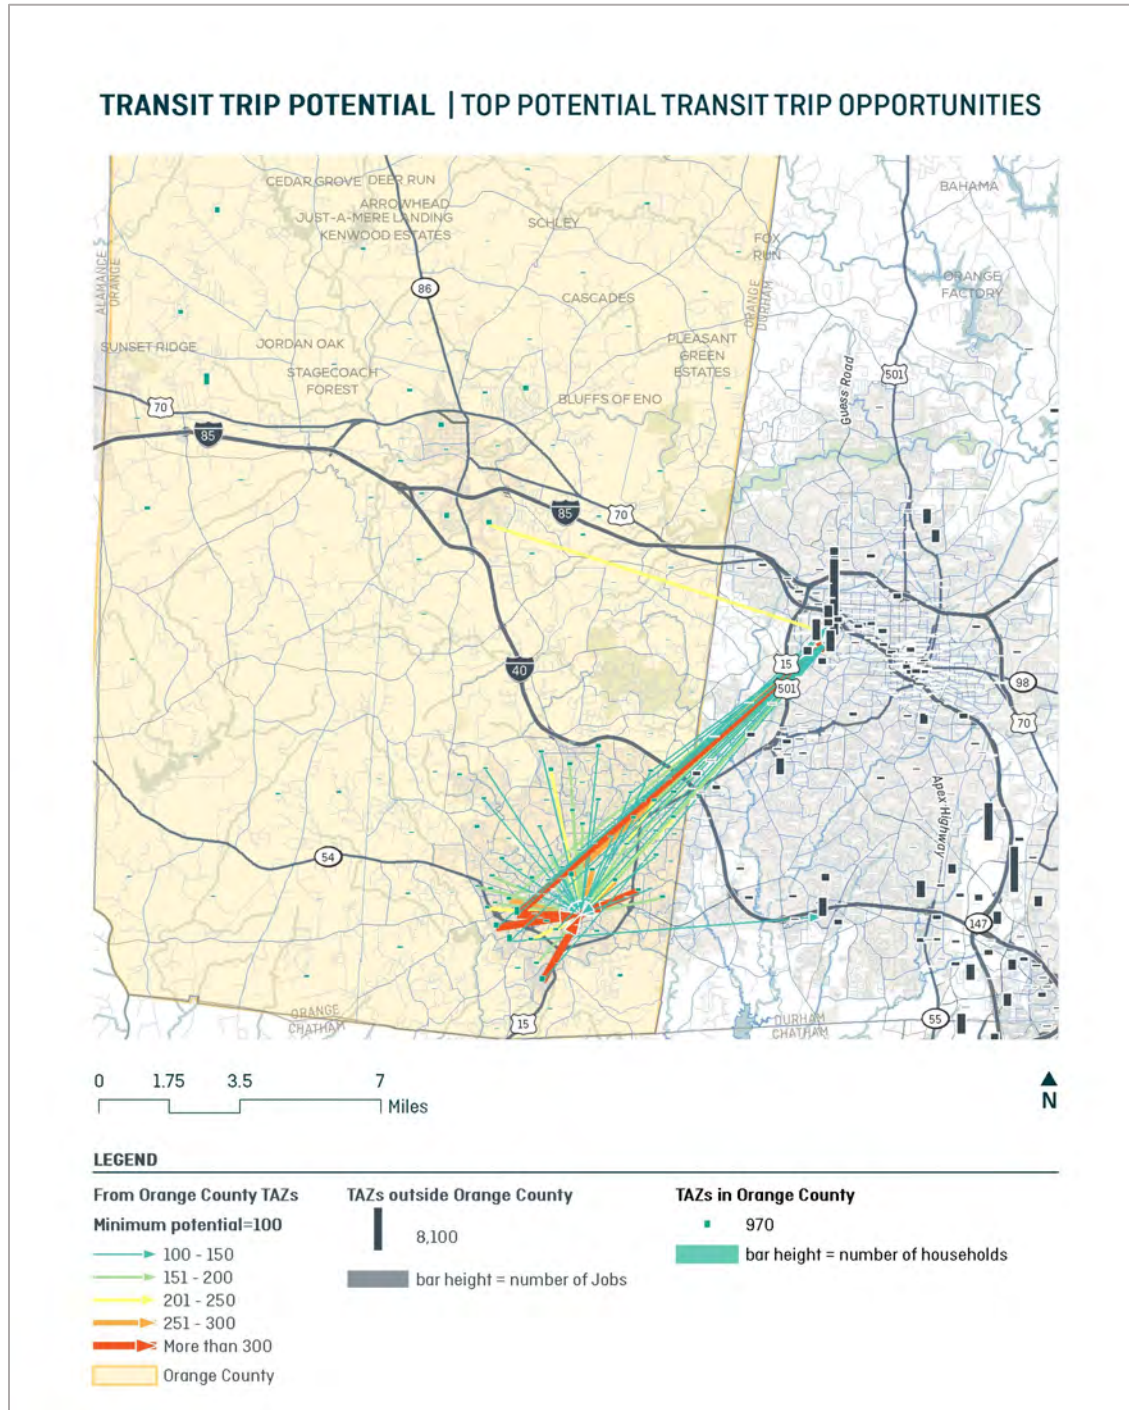 TRANSIT TRIP POTENTIAL | TOP POTENTIAL TRANSIT TRIP OPPORTUNITIES
CEDAR GROVE
DEER RUN
ARROWHEAD
JUST-A-MERE LANDING
KENWOOD ESTATES
SCHLEY
BAHAMA
FOX
RUN
ALAMANCE
ORANGE
86
CASCADES
ORANGE
DURHAM
ORANGE
FACTORY
SUNSET RIDGE
JORDAN OAK
STAGECOACH
FOREST
PLEASANT
GREEN
ESTATES
BLUFFS OF ENO
Guess Road
501
70
85
85
70
40
15
501
98
70
Apex Highway
54
147
ORANGE
CHATHAM
15
DURHAM
CHATHAM
55
0 1.75 3.5 7
Miles
N
LEGEND
From Orange County TAZs
Minimum potential=100
100 - 150
151 - 200
201 - 250
251 - 300
More than 300
Orange County
TAZs outside Orange County
8,100
bar height = number of Jobs
TAZs in Orange County
970
bar height = number of households